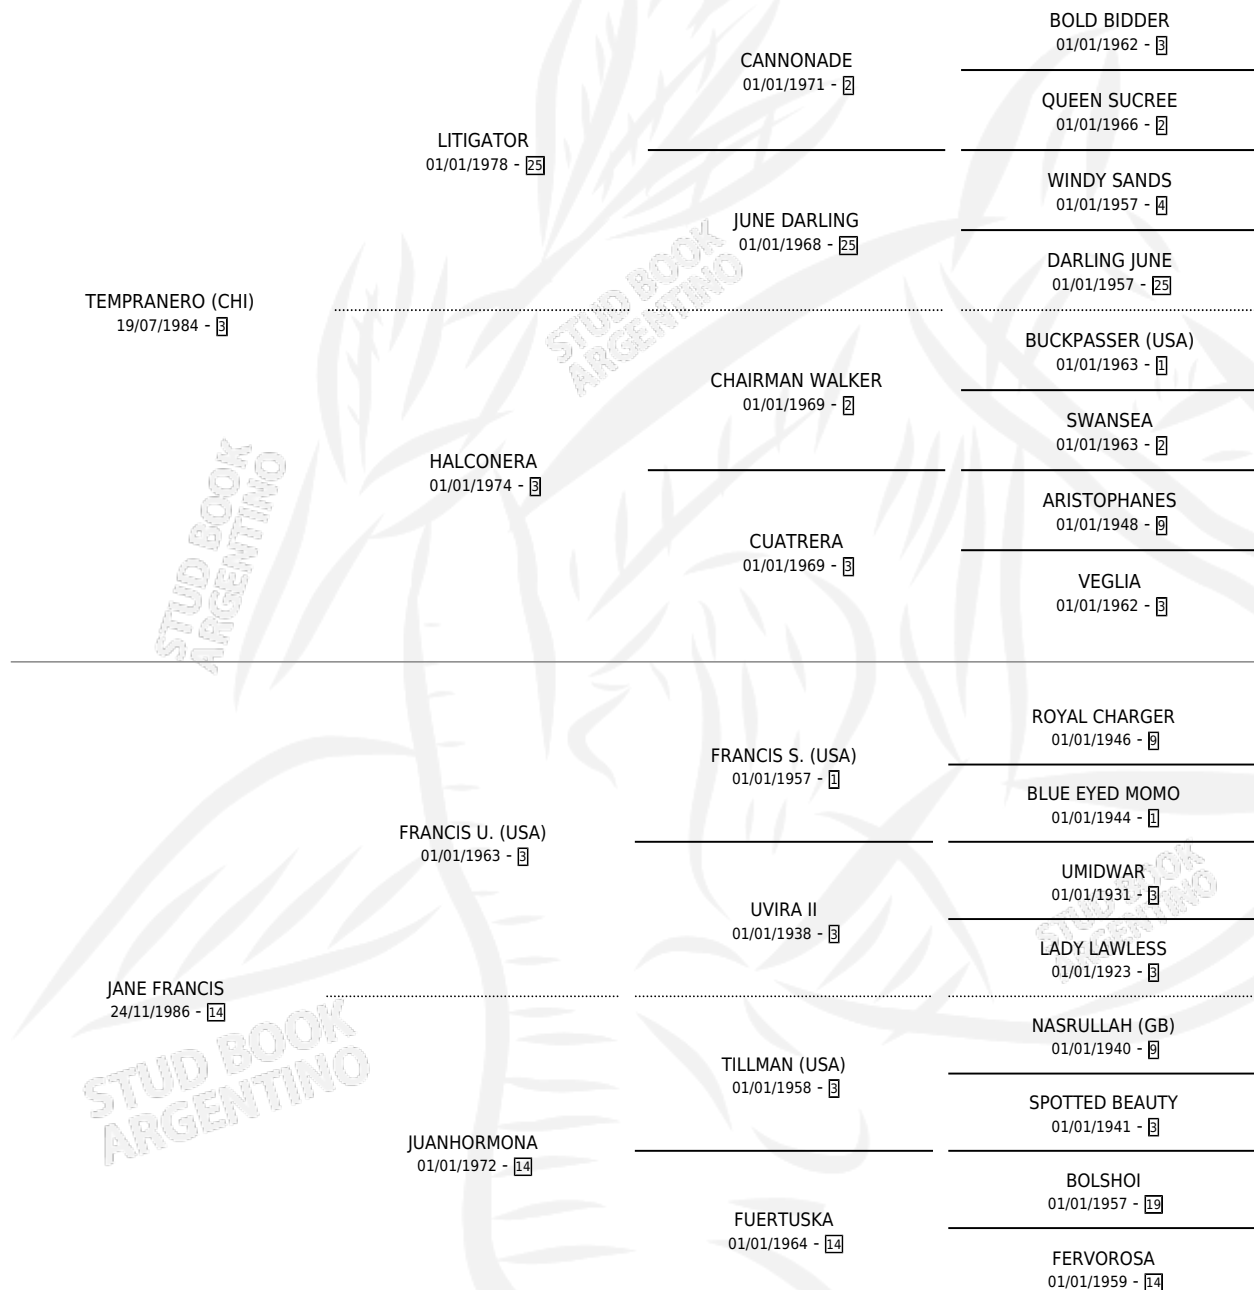 BOLD BIDDER
01/01/1962 - 3
CANNONADE
01/01/1971 - 2
QUEEN SUCREE
01/01/1966 - 2
LITIGATOR
01/01/1978 - 25
WINDY SANDS
01/01/1957 - 4
JUNE DARLING
01/01/1968 - 25
DARLING JUNE
01/01/1957 - 25
TEMPRANERO (CHI)
19/07/1984 - 3
BUCKPASSER (USA)
01/01/1963 - 1
CHAIRMAN WALKER
01/01/1969 - 2
SWANSEA
01/01/1963 - 2
HALCONERA
01/01/1974 - 3
ARISTOPHANES
01/01/1948 - 9
CUATRERA
01/01/1969 - 3
VEGLIA
01/01/1962 - 3
ROYAL CHARGER
01/01/1946 - 9
FRANCIS S. (USA)
01/01/1957 - 1
BLUE EYED MOMO
01/01/1944 - 1
FRANCIS U. (USA)
01/01/1963 - 3
UMIDWAR
01/01/1931 - 3
UVIRA II
01/01/1938 - 3
LADY LAWLESS
01/01/1923 - 3
JANE FRANCIS
24/11/1986 - 14
NASRULLAH (GB)
01/01/1940 - 9
TILLMAN (USA)
01/01/1958 - 3
SPOTTED BEAUTY
01/01/1941 - 3
JUANHORMONA
01/01/1972 - 14
BOLSHOI
01/01/1957 - 19
FUERTUSKA
01/01/1964 - 14
FERVOROSA
01/01/1959 - 14
STUD BOOK
ARGENTINO
STUD BOOK
ARGENTINO
STUD BOOK
ARGENTINO
STUD BOOK
ARGENTINO